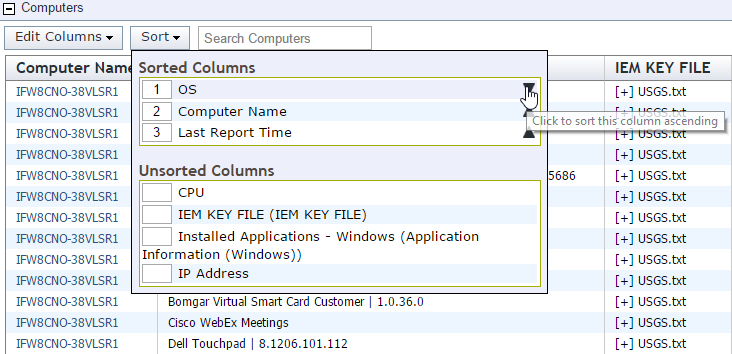 Computers
Edit Columns Sort Search Computers
Computer Name IEM KEY FILE
Sorted Columns
IFW8CNO-38VLSR1 1 OS [+] USGS.txt
IFW8CNO-38VLSR1 2 Computer Name [+] USGS.txt
Click to sort this column ascending
IFW8CNO-38VLSR1 3 Last Report Time [+] USGS.txt
IFW8CNO-38VLSR1 [+] USGS.txt
IFW8CNO-38VLSR1 Unsorted Columns 5686 [+] USGS.txt
IFW8CNO-38VLSR1 CPU [+] USGS.txt
IFW8CNO-38VLSR1 IEM KEY FILE (IEM KEY FILE) [+] USGS.txt
IFW8CNO-38VLSR1 Installed Applications - Windows (Application [+] USGS.txt
IFW8CNO-38VLSR1 Information (Windows)) [+] USGS.txt
IFW8CNO-38VLSR1 IP Address [+] USGS.txt
IFW8CNO-38VLSR1 Bomgar Virtual Smart Card Customer | 1.0.36.0 [+] USGS.txt
IFW8CNO-38VLSR1 Cisco WebEx Meetings [+] USGS.txt
IFW8CNO-38VLSR1 Dell Touchpad | 8.1206.101.112 [+] USGS.txt